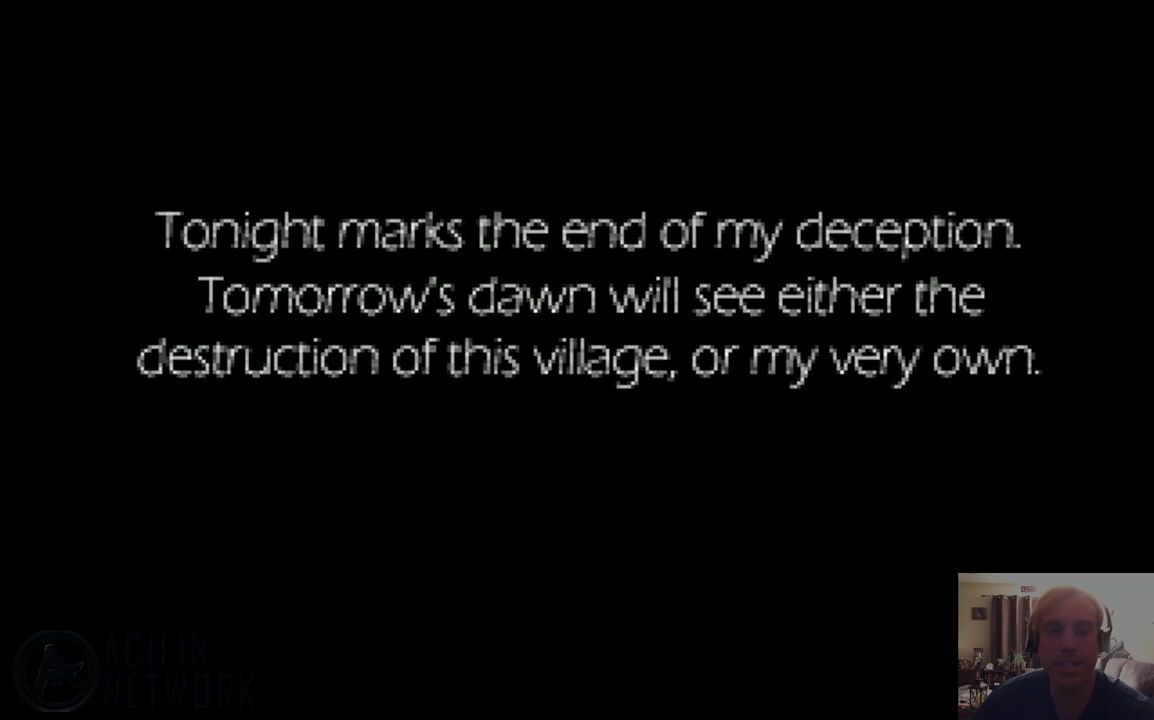 Tonight marks the end of my deception.
Tomorrow's dawn will see either the
destruction of this village, or my very own.
ACIFIN
NETWORK